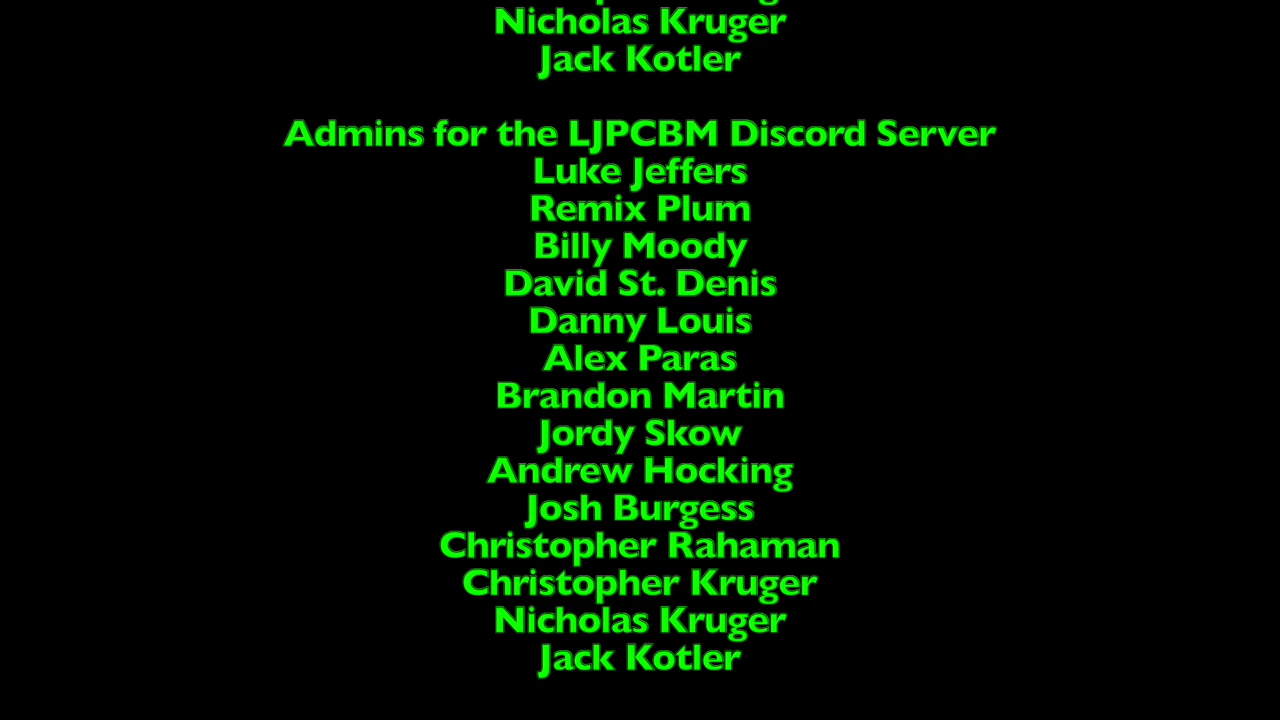 Nicholas Kruger
Jack Kotler
Admins for the LJPCBM Discord Server
Luke Jeffers
Remix Plum
Billy Moody
David St. Denis
Danny Louis
Alex Paras
Brandon Martin
Jordy Skow
Andrew Hocking
Josh Burgess
Christopher Rahaman
Christopher Kruger
Nicholas Kruger
Jack Kotler